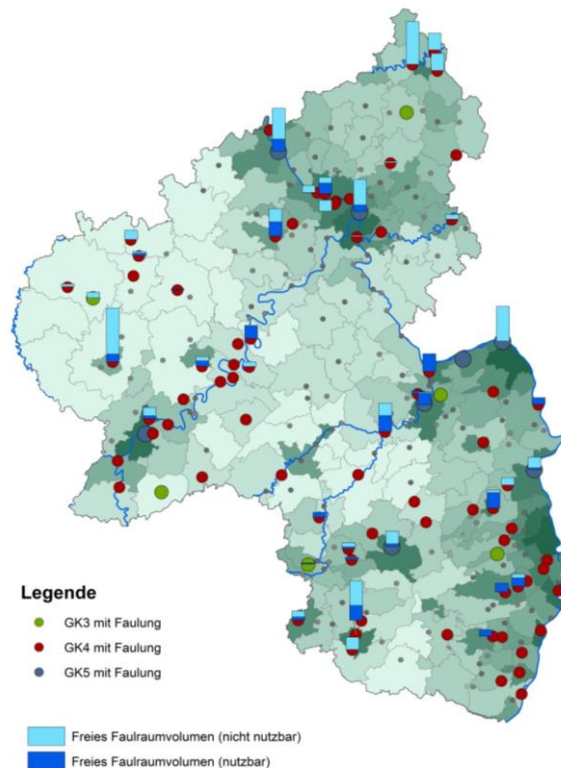 Legende
GK3 mit Faulung
GK4 mit Faulung
GK5 mit Faulung
Freies Faulraumvolumen (nicht nutzbar)
Freies Faulraumvolumen (nutzbar)